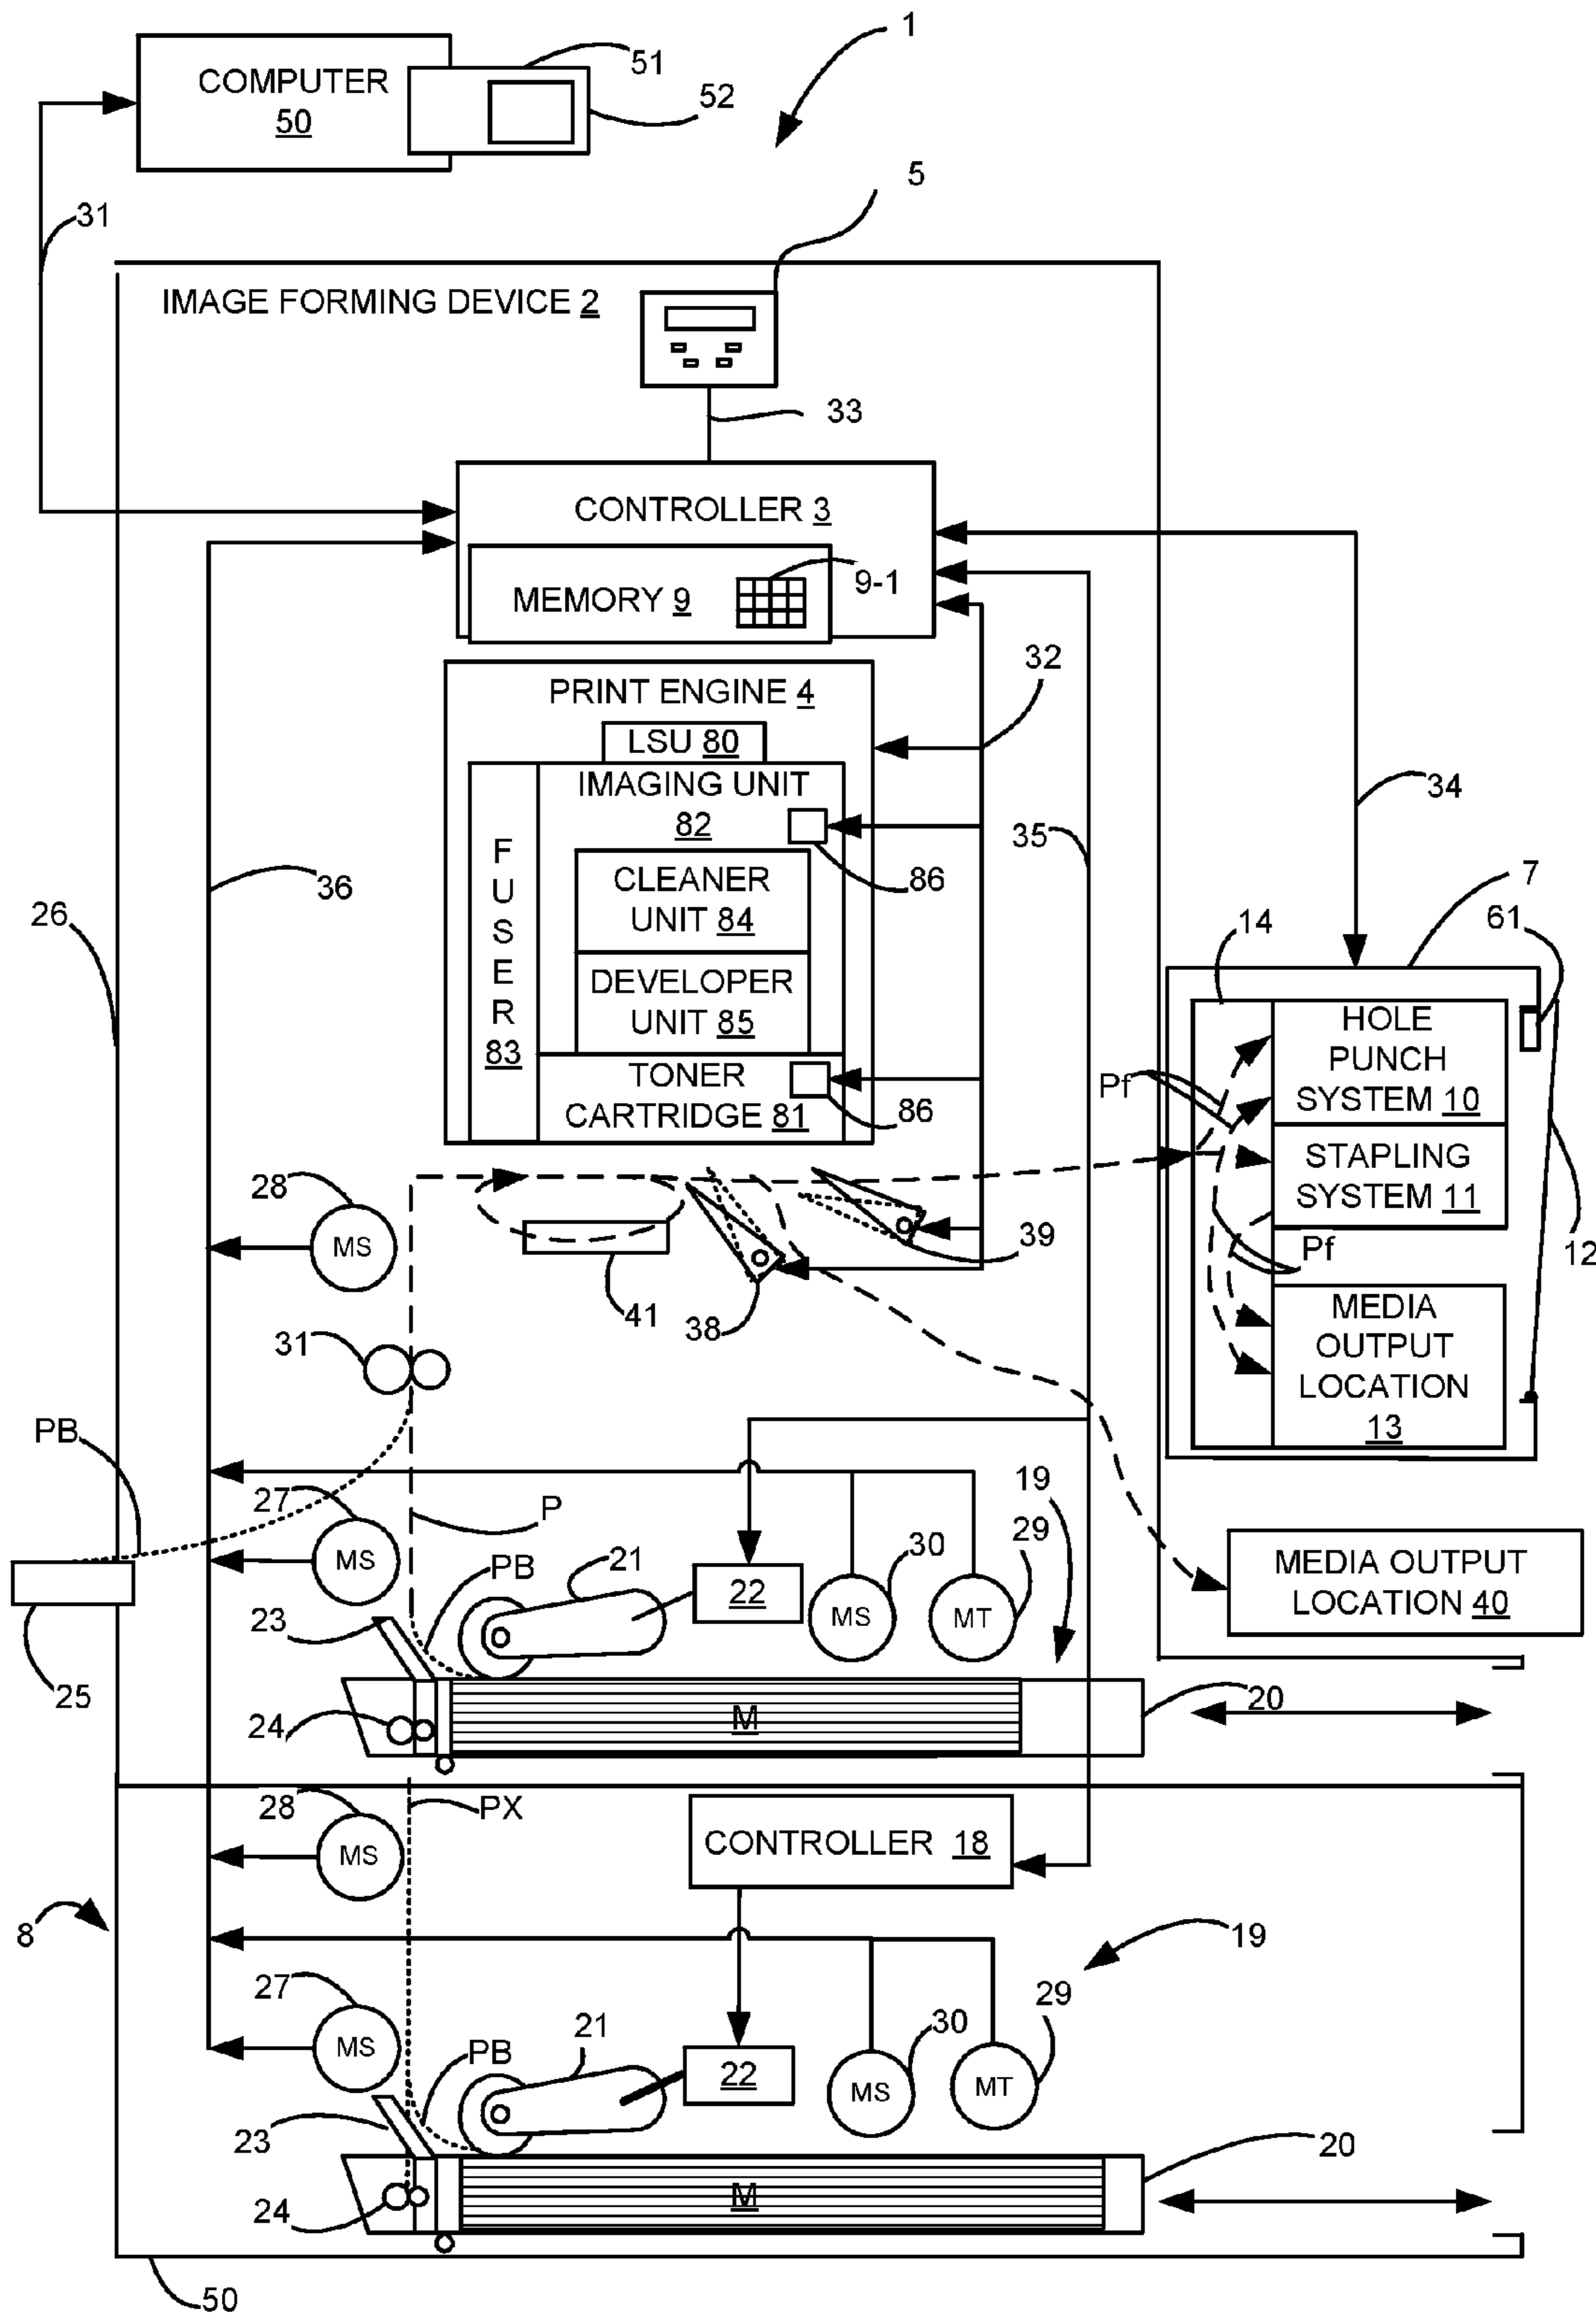 1
COMPUTER
50
51
52
31
5
IMAGE FORMING DEVICE 2
33
CONTROLLER 3
MEMORY 9
9-1
32
PRINT ENGINE 4
LSU 80
IMAGING UNIT
82
86
34
35
36
26
FUSER
83
CLEANER
UNIT 84
DEVELOPER
UNIT 85
TONER
CARTRIDGE 81
86
7
61
14
HOLE
PUNCH
SYSTEM 10
Pf
STAPLING
SYSTEM 11
Pf
12
MEDIA
OUTPUT
LOCATION
13
28
MS
41
38
39
31
PB
27
MS
P
PB
21
22
30
MS
29
MT
19
MEDIA OUTPUT
LOCATION 40
25
23
24
M
20
28
MS
PX
CONTROLLER 18
8
19
27
MS
PB
21
22
30
MS
29
MT
23
24
M
20
50